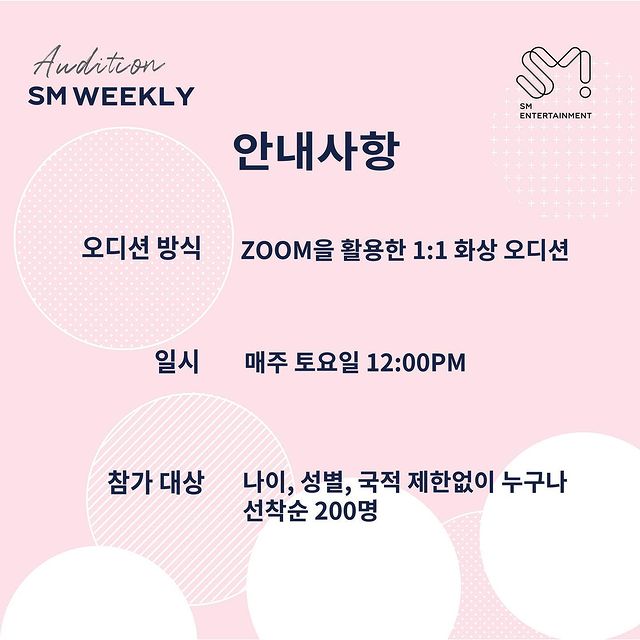 Audition
SM WEEKLY
SM
ENTERTAINMENT
안내사항
오디션 방식 ZOOM을 활용한 1:1 화상 오디션
일시 매주 토요일 12:00PM
참가 대상 나이, 성별, 국적 제한없이 누구나
선착순 200명